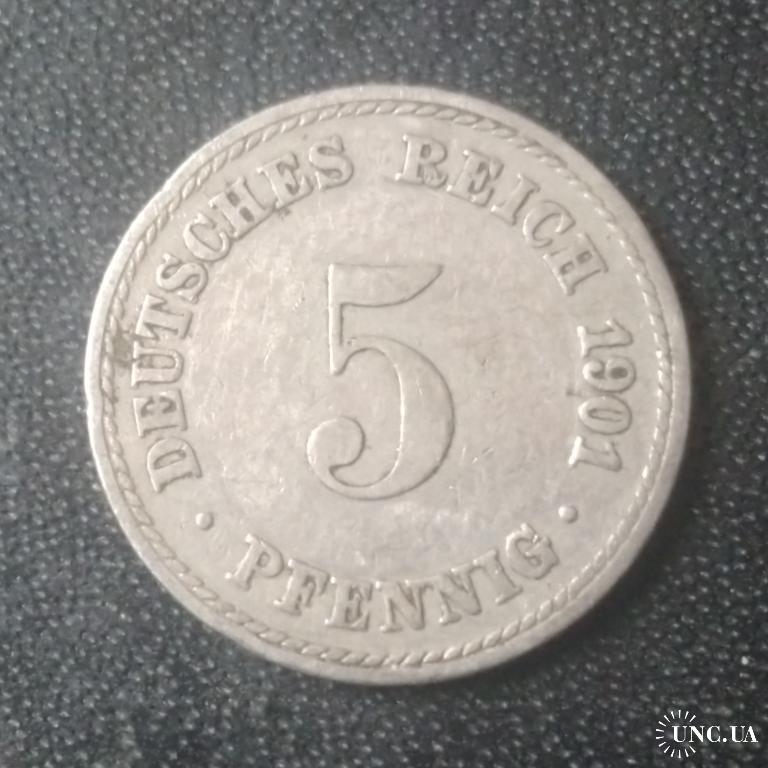 DEUTSCHES REICH 1901
5
· PFENNIG ·
UNC.UA